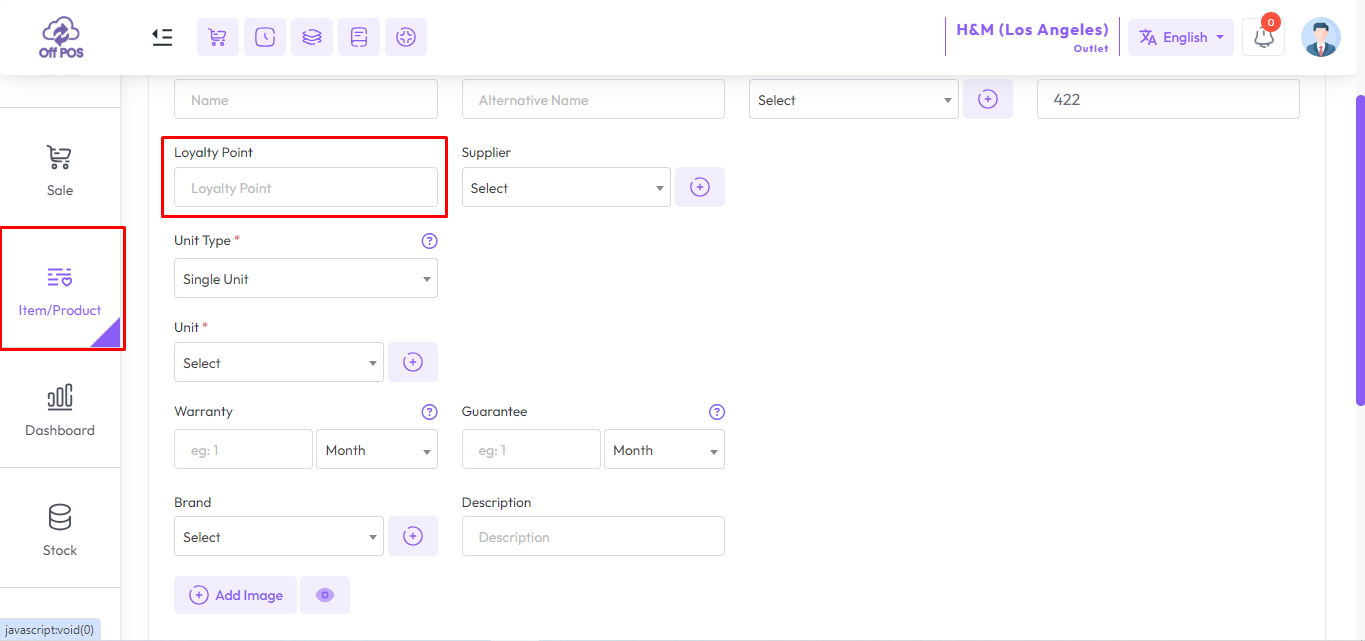 Off POS
H&M (Los Angeles)
Outlet
English
0
Name
Alternative Name
Select
422
Loyalty Point
Supplier
Loyalty Point
Select
Sale
Unit Type *
Single Unit
Item/Product
Unit *
Select
Warranty
Guarantee
eg: 1
Month
eg: 1
Month
Dashboard
Brand
Description
Select
Description
Stock
Add Image
javascript:void(0)